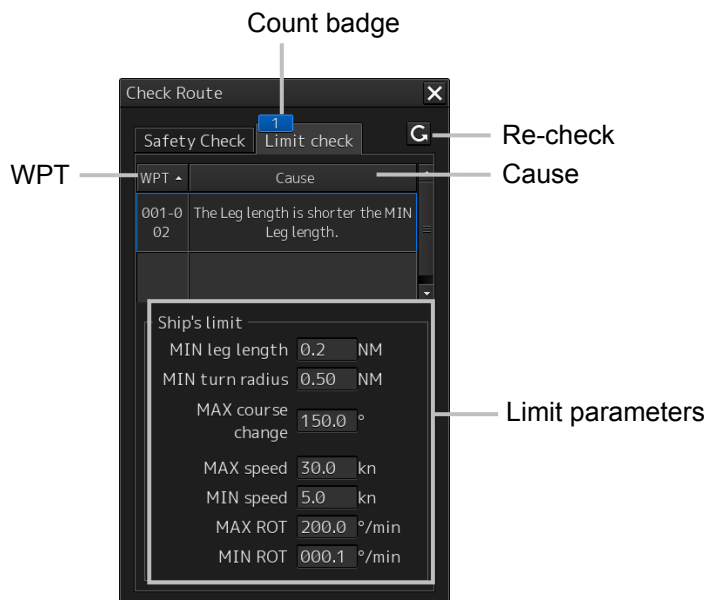 Count badge
Check Route
1
Safety Check Limit check
Re-check
WPT
WPT Cause
Cause
001-0
02
The Leg length is shorter the MIN
Leg length.
Ship's limit
MIN leg length 0.2 NM
MIN turn radius 0.50 NM
MAX course
change
150.0 °
Limit parameters
MAX speed 30.0 kn
MIN speed 5.0 kn
MAX ROT 200.0 °/min
MIN ROT 000.1 °/min